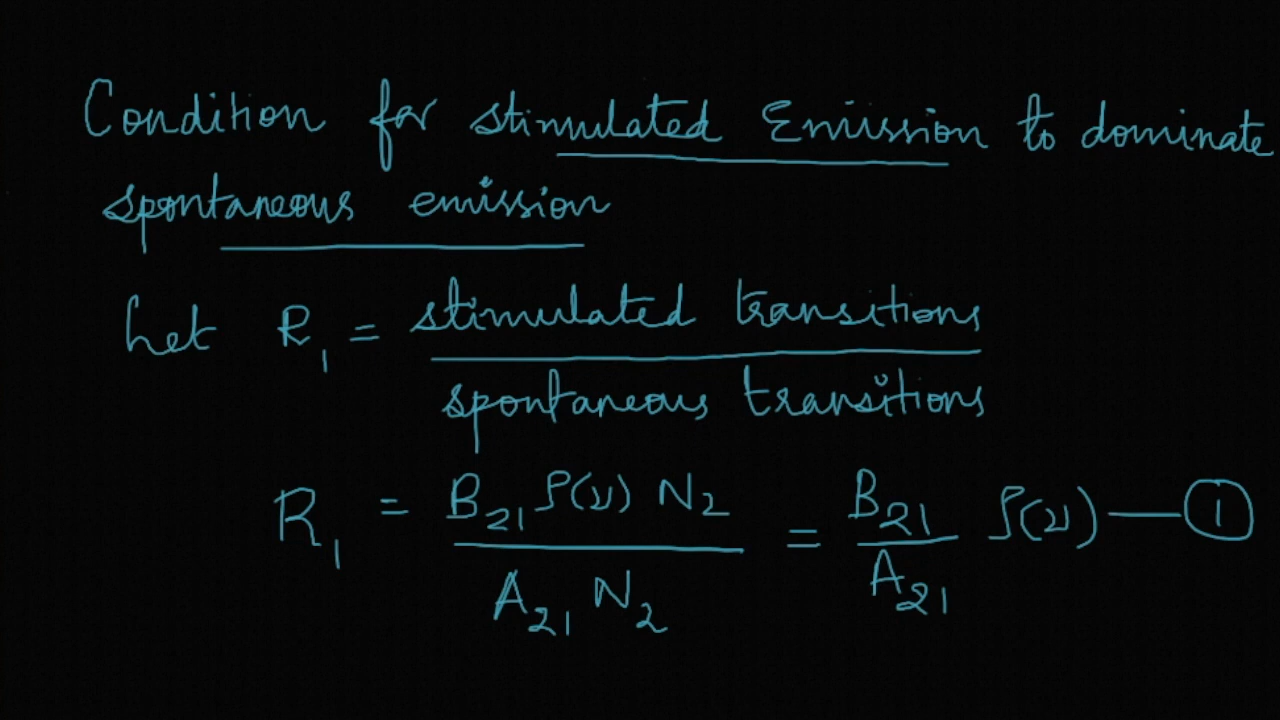 Condition for stimulated Emission to dominate
spontaneous emission
Let R₁ = stimulated transitions
spontaneous transitions
R₁ = B₂₁ ρ(ν) N₂ / A₂₁ N₂ = B₂₁ / A₂₁ ρ(ν) — ①